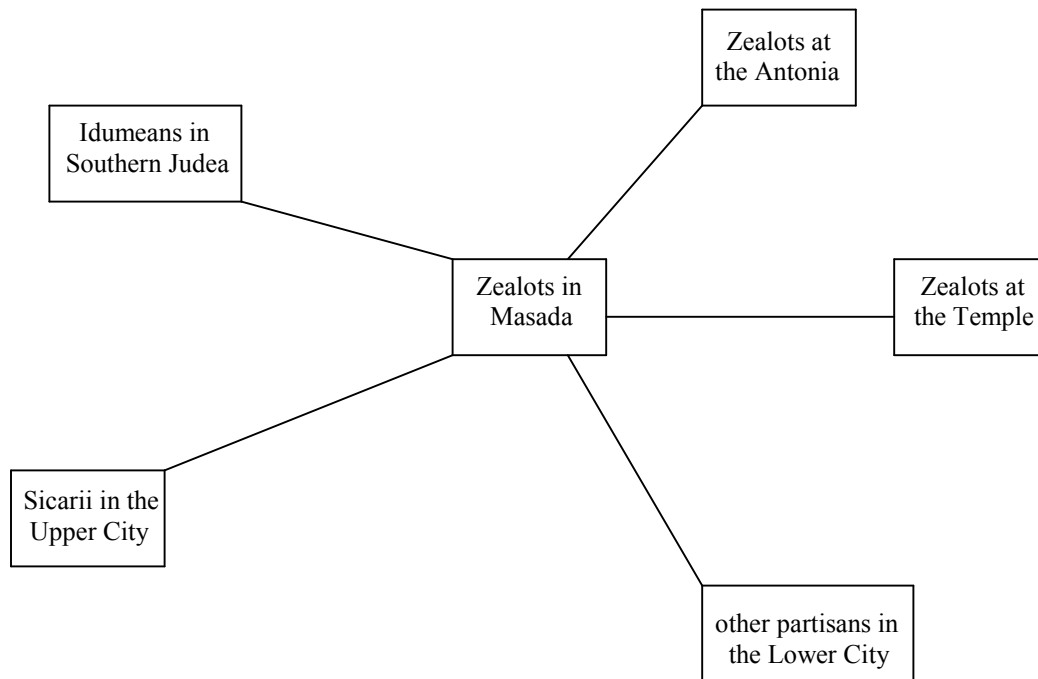 Zealots at
the Antonia
Idumeans in
Southern Judea
Zealots in
Masada
Zealots at
the Temple
Sicarii in the
Upper City
other partisans in
the Lower City